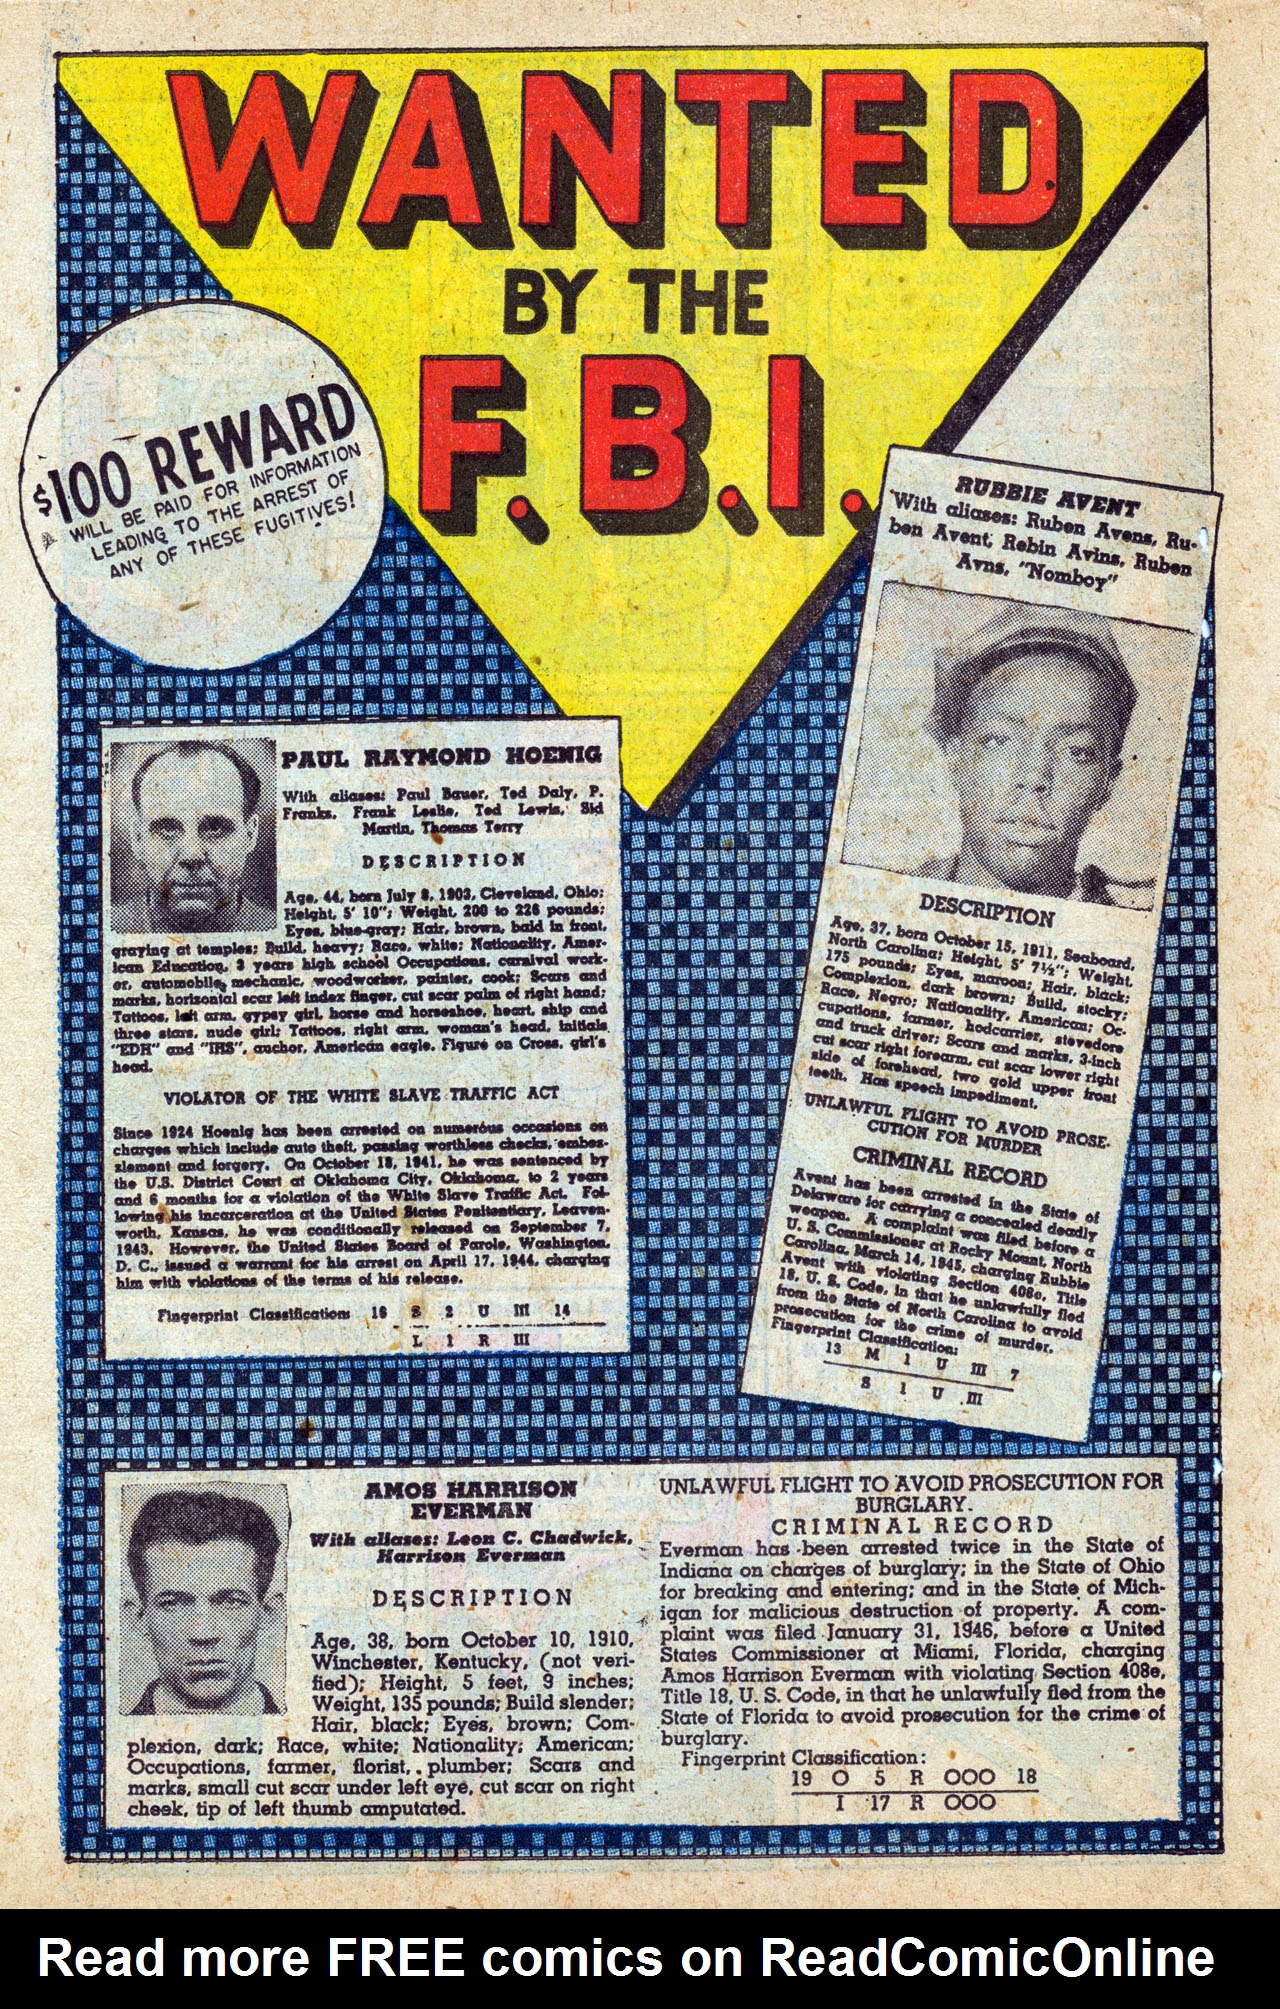 WANTED
BY THE
F.B.I.
$100 REWARD
WILL BE PAID FOR INFORMATION
LEADING TO THE ARREST OF
ANY OF THESE FUGITIVES!
RUBBIE AVENT
With aliases: Ruben Avens, Ru-
ben Avent, Robin Avins, Ruben
Avns, "Nomboy"
DESCRIPTION
Age, 37, born October 15, 1911, Seaboard,
North Carolina; Height, 5' 7½"; Weight,
175 pounds; Eyes, maroon; Hair, black;
Complexion, dark brown; Build, stocky;
Race, Negro; Nationality, American; Oc-
cupations, farmer, hodcarrier, stevedore
and truck driver; Scars and marks, 3-inch
cut scar right forearm, cut scar lower right
side of forehead, two gold upper front
teeth. Has speech impediment.
UNLAWFUL FLIGHT TO AVOID PROSE-
CUTION FOR MURDER
CRIMINAL RECORD
Avent has been arrested in the State of
Delaware for carrying a concealed deadly
weapon. A complaint was filed before a
U. S. Commissioner at Rocky Mount, North
Carolina, March 14, 1945, charging Rubbie
Avent with violating Section 408e, Title
18, U. S. Code, in that he unlawfully fled
from the State of North Carolina to avoid
prosecution for the crime of murder.
Fingerprint Classification:
13 M 1 U III 7
S 1 U III
PAUL RAYMOND HOENIG
With aliases: Paul Bauer, Ted Daly, P.
Franks, Frank Leslie, Ted Lewis, Sid
Martin, Thomas Terry
DESCRIPTION
Age, 44, born July 8, 1903, Cleveland, Ohio;
Height, 5' 10"; Weight, 200 to 226 pounds;
Eyes, blue-gray; Hair, brown, bald in front,
graying at temples; Build, heavy; Race, white; Nationality, Amer-
ican Education, 3 years high school Occupations, carnival work-
er, automobile mechanic, woodworker, painter, cook; Scars and
marks, horizontal scar left index finger, cut scar palm of right hand;
Tattoos, left arm, gypsy girl, horse and horseshoe, heart, ship and
three stars, nude girl; Tattoos, right arm, woman's head, initials
"EDH" and "IHS", anchor, American eagle, Figure on Cross, girl's
head.
VIOLATOR OF THE WHITE SLAVE TRAFFIC ACT
Since 1924 Hoenig has been arrested on numerous occasions on
charges which include auto theft, passing worthless checks, embez-
zlement and forgery. On October 18, 1941, he was sentenced by
the U.S. District Court at Oklahoma City, Oklahoma, to 2 years
and 6 months for a violation of the White Slave Traffic Act. Fol-
lowing his incarceration at the United States Penitentiary, Leaven-
worth, Kansas, he was conditionally released on September 7,
1943. However, the United States Board of Parole, Washington,
D. C., issued a warrant for his arrest on April 17, 1944, charging
him with violations of the terms of his release.
Fingerprint Classification: 16 S 2 U III 14
L 1 R III
AMOS HARRISON
EVERMAN
With aliases: Leon C. Chadwick,
Harrison Everman
DESCRIPTION
Age, 38, born October 10, 1910,
Winchester, Kentucky, (not veri-
fied); Height, 5 feet, 9 inches;
Weight, 135 pounds; Build slender;
Hair, black; Eyes, brown; Com-
plexion, dark; Race, white; Nationality; American;
Occupations, farmer, florist, plumber; Scars and
marks, small cut scar under left eye, cut scar on right
cheek, tip of left thumb amputated.
UNLAWFUL FLIGHT TO AVOID PROSECUTION FOR
BURGLARY.
CRIMINAL RECORD
Everman has been arrested twice in the State of
Indiana on charges of burglary; in the State of Ohio
for breaking and entering; and in the State of Mich-
igan for malicious destruction of property. A com-
plaint was filed January 31, 1946, before a United
States Commissioner at Miami, Florida, charging
Amos Harrison Everman with violating Section 408e,
Title 18, U. S. Code, in that he unlawfully fled from the
State of Florida to avoid prosecution for the crime of
burglary.
Fingerprint Classification:
19 O 5 R OOO 18
I 17 R OOO
Read more FREE comics on ReadComicOnline